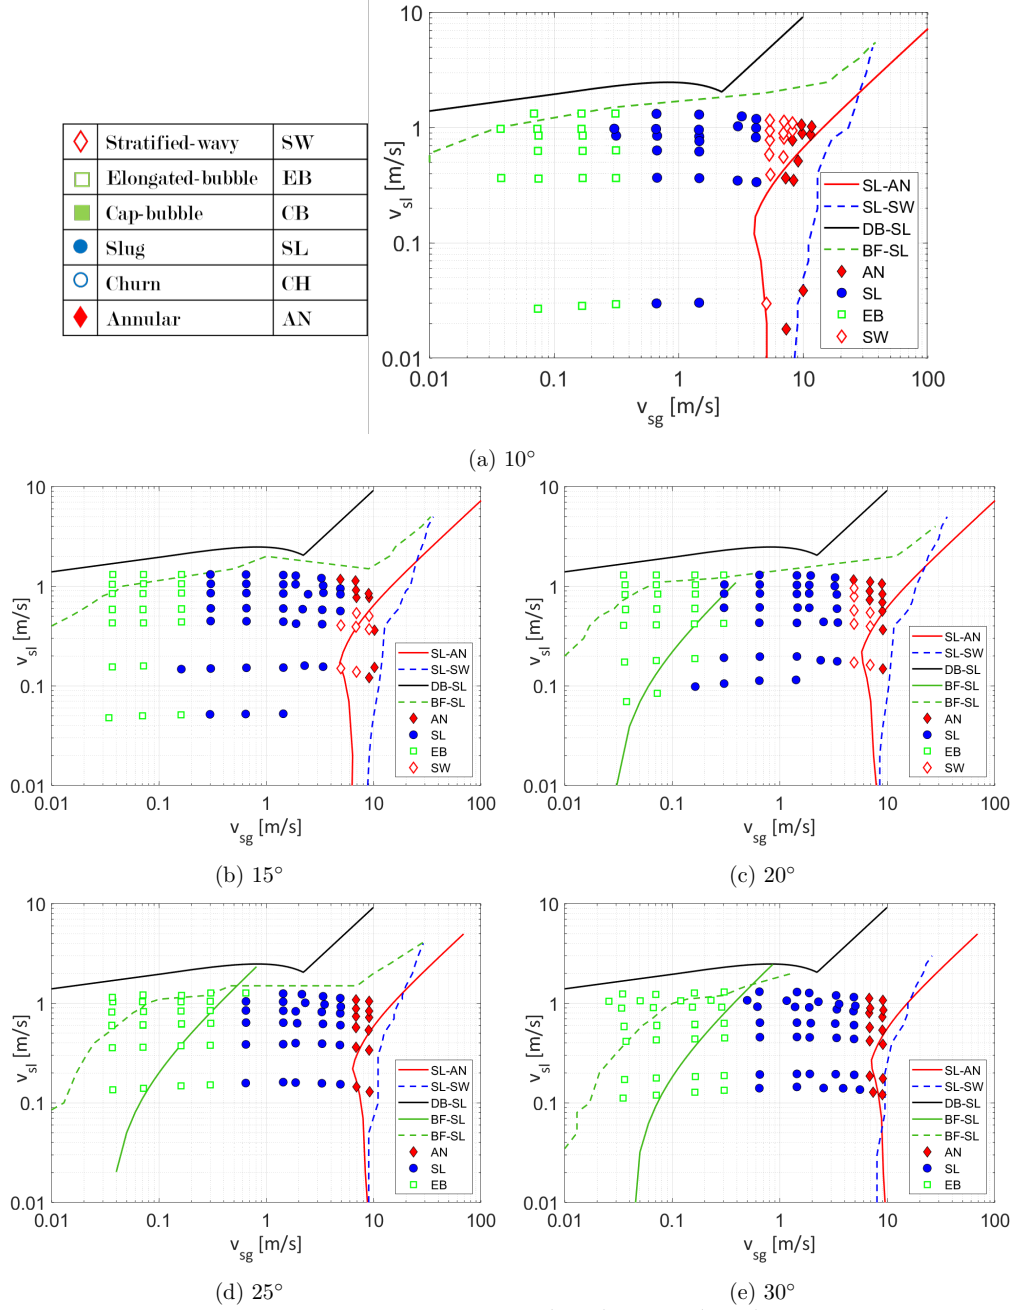 Stratified-wavy SW
Elongated-bubble EB
Cap-bubble CB
Slug SL
Churn CH
Annular AN
10
1
0.1
0.01
v_sl [m/s]
0.01 0.1 1 10 100
v_sg [m/s]
SL-AN
SL-SW
DB-SL
BF-SL
AN
SL
EB
SW
(a) 10°
10
1
0.1
0.01
v_sl [m/s]
0.01 0.1 1 10 100
v_sg [m/s]
SL-AN
SL-SW
DB-SL
BF-SL
AN
SL
EB
SW
(b) 15°
10
1
0.1
0.01
v_sl [m/s]
0.01 0.1 1 10 100
v_sg [m/s]
SL-AN
SL-SW
DB-SL
BF-SL
BF-SL
AN
SL
EB
SW
(c) 20°
10
1
0.1
0.01
v_sl [m/s]
0.01 0.1 1 10 100
v_sg [m/s]
SL-AN
SL-SW
DB-SL
BF-SL
BF-SL
AN
SL
EB
(d) 25°
10
1
0.1
0.01
v_sl [m/s]
0.01 0.1 1 10 100
v_sg [m/s]
SL-AN
SL-SW
DB-SL
BF-SL
BF-SL
AN
SL
EB
(e) 30°